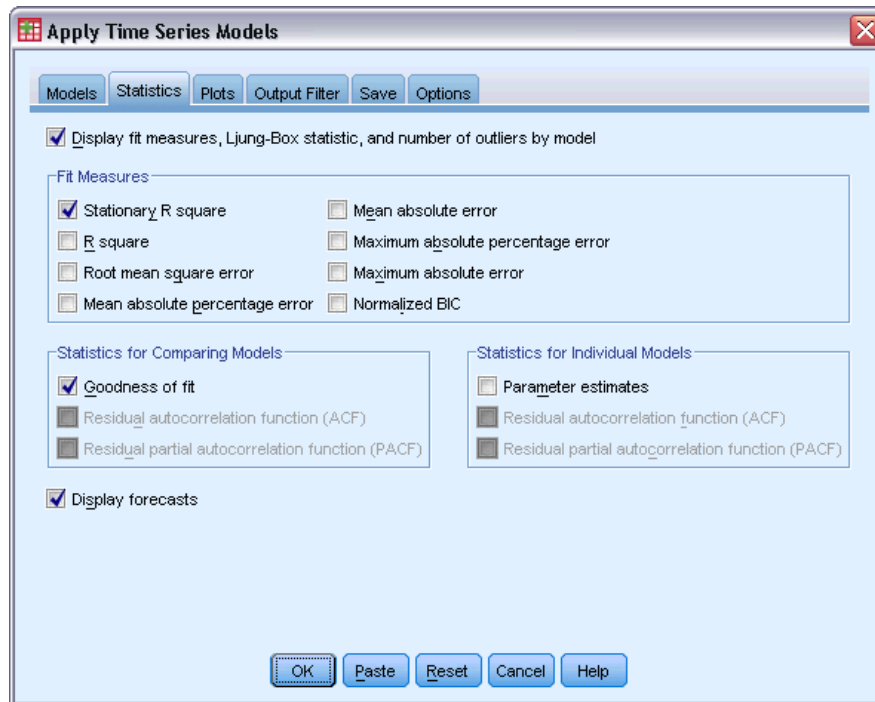 Apply Time Series Models
Models Statistics Plots Output Filter Save Options
Display fit measures, Ljung-Box statistic, and number of outliers by model
Fit Measures
Stationary R square
R square
Root mean square error
Mean absolute percentage error
Mean absolute error
Maximum absolute percentage error
Maximum absolute error
Normalized BIC
Statistics for Comparing Models
Goodness of fit
Residual autocorrelation function (ACF)
Residual partial autocorrelation function (PACF)
Statistics for Individual Models
Parameter estimates
Residual autocorrelation function (ACF)
Residual partial autocorrelation function (PACF)
Display forecasts
OK Paste Reset Cancel Help